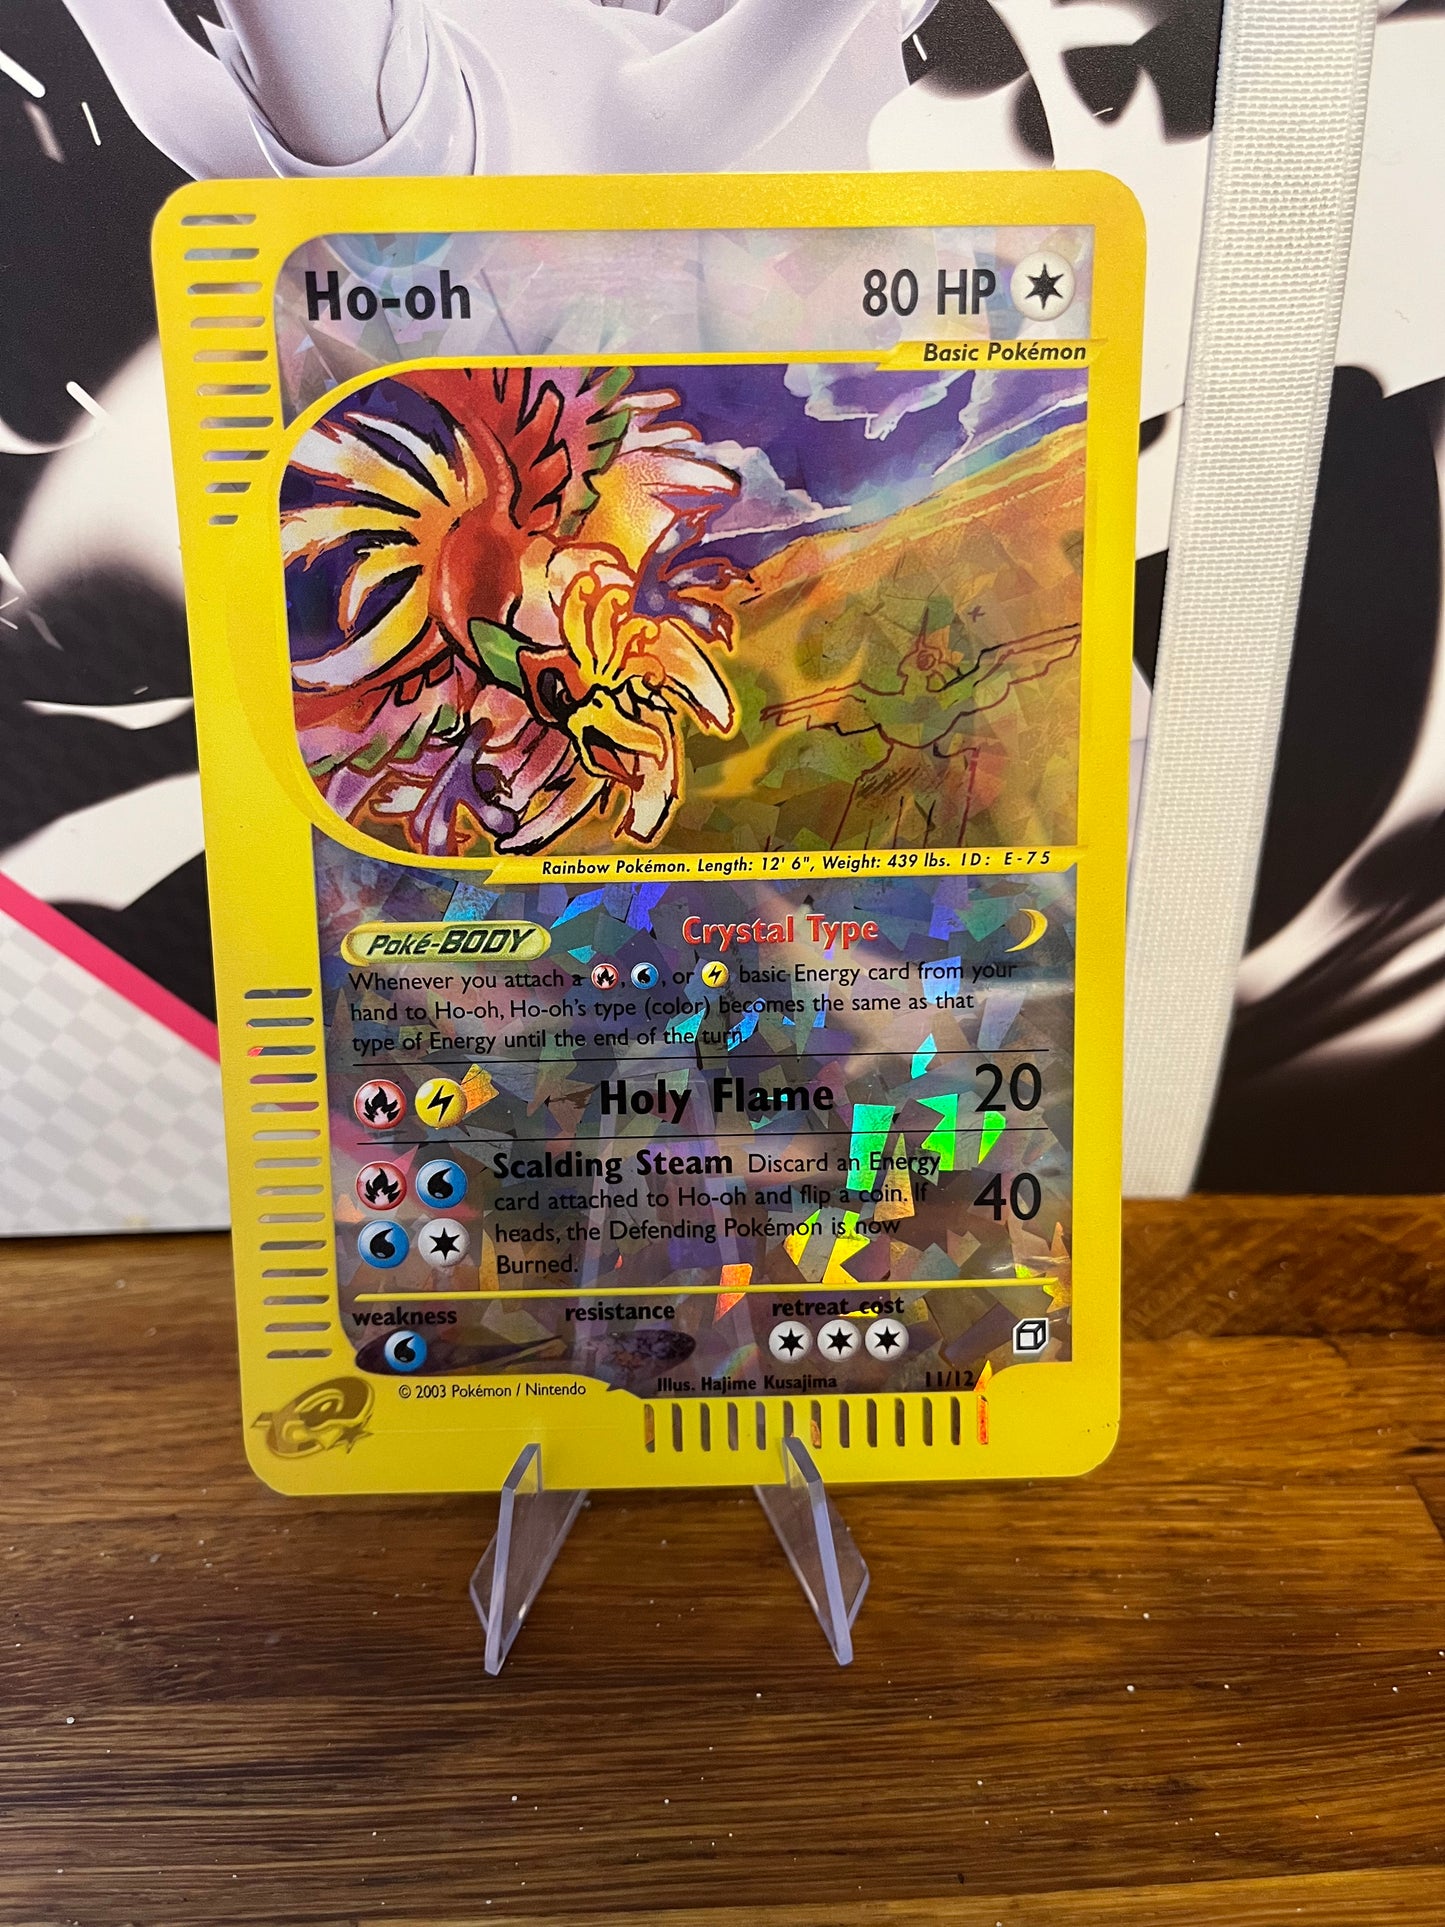 Ho-oh 80 HP
Basic Pokémon
Rainbow Pokémon. Length: 12' 6", Weight: 439 lbs. ID: E-75
Poké-BODY Crystal Type
Whenever you attach a , , or basic Energy card from your
hand to Ho-oh, Ho-oh's type (color) becomes the same as that
type of Energy until the end of the turn.
Holy Flame 20
Scalding Steam Discard an Energy
card attached to Ho-oh and flip a coin. If
heads, the Defending Pokémon is now
Burned.
40
weakness resistance retreat cost
© 2003 Pokémon / Nintendo Illus. Hajime Kusajima 11/12
e